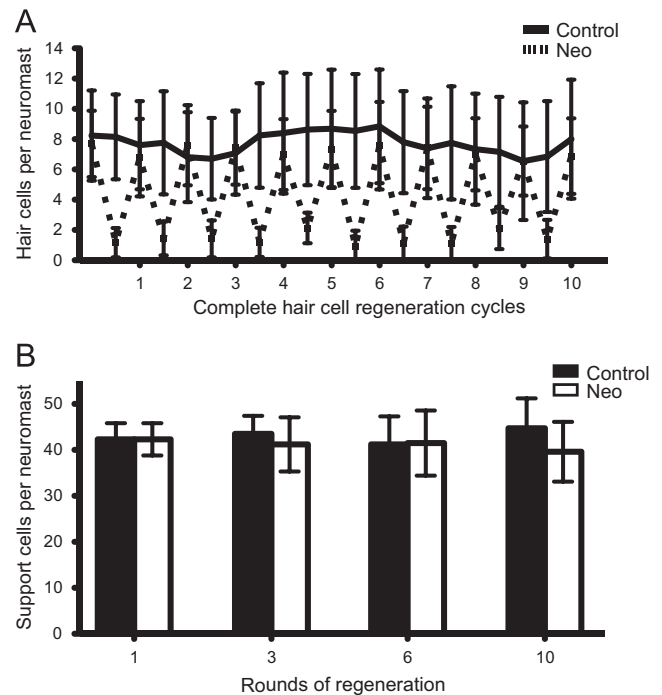 A
Control
Neo
Hair cells per neuromast
14
12
10
8
6
4
2
0
1 2 3 4 5 6 7 8 9 10
Complete hair cell regeneration cycles
B
Control
Neo
Support cells per neuromast
50
40
30
20
10
0
1 3 6 10
Rounds of regeneration